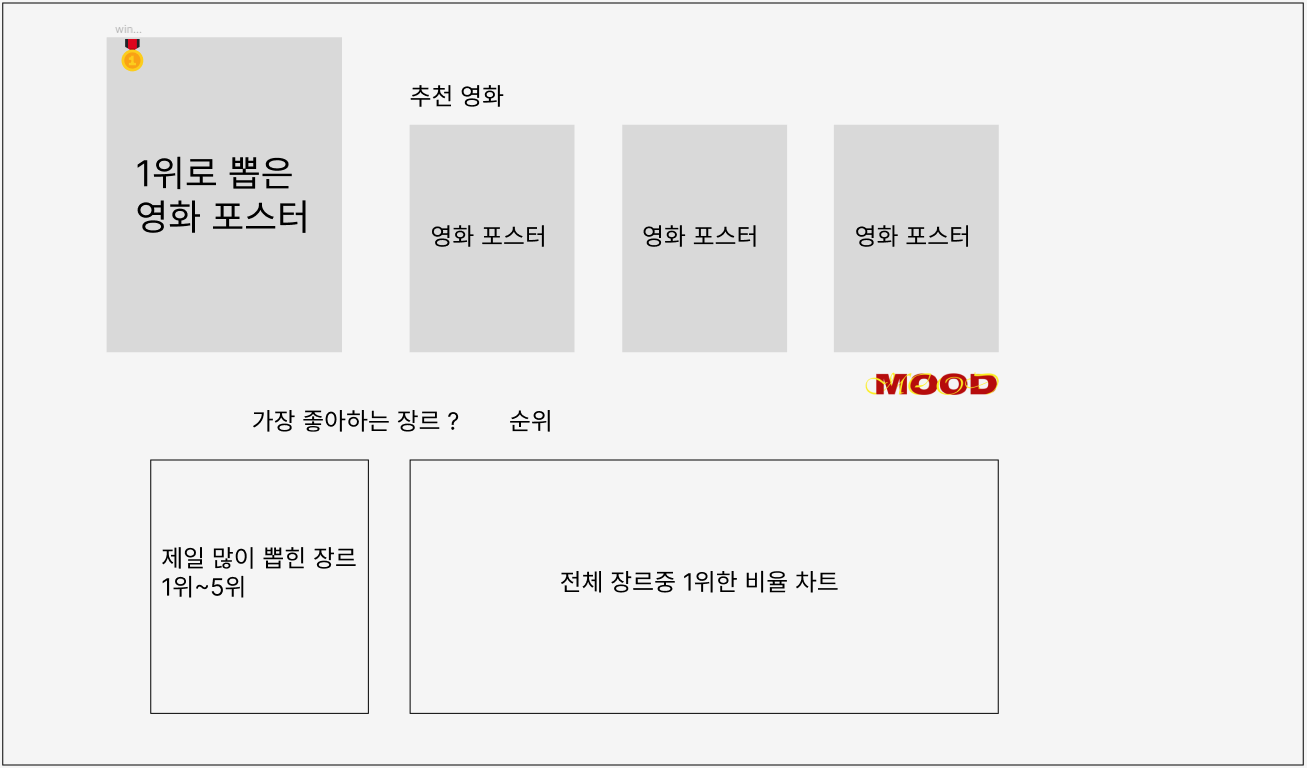 win...
1
1위로 뽑은
영화 포스터
추천 영화
영화 포스터
영화 포스터
영화 포스터
MOOD
가장 좋아하는 장르 ?
순위
제일 많이 뽑힌 장르
1위~5위
전체 장르중 1위한 비율 차트